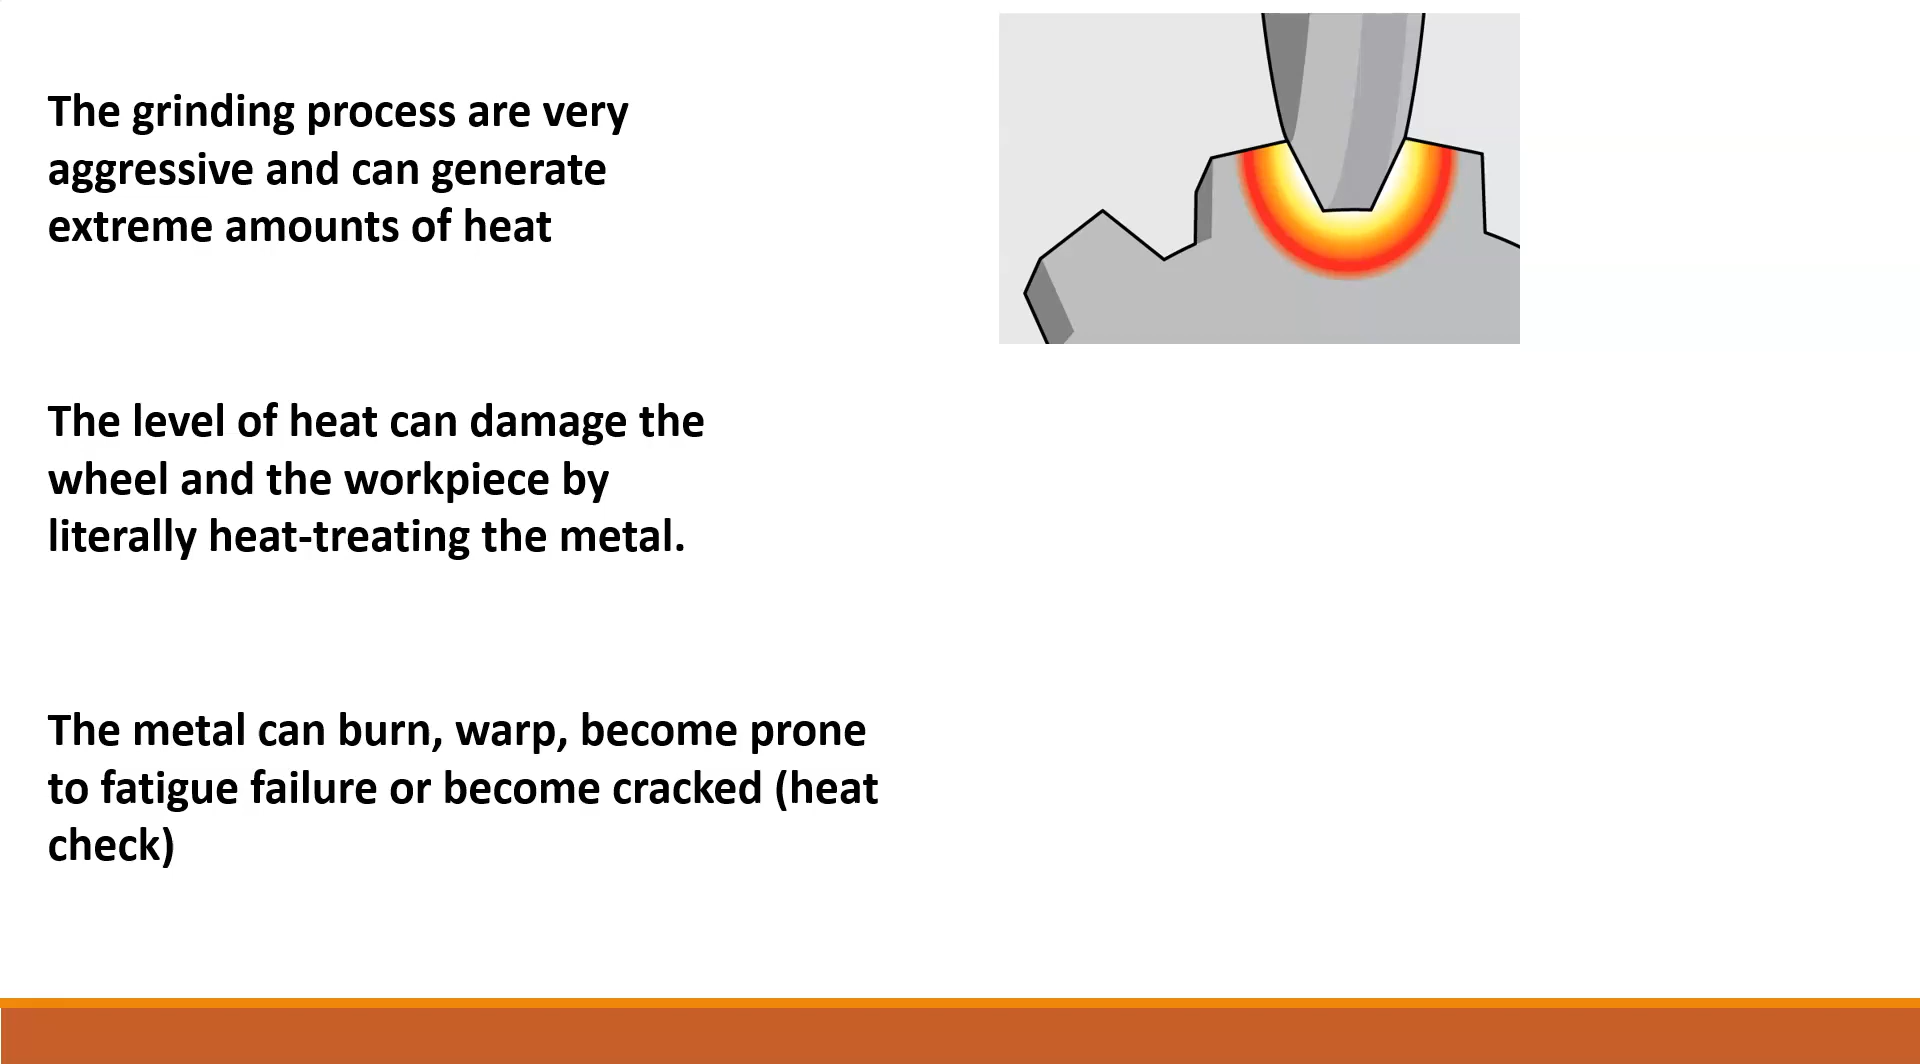 The grinding process are very
aggressive and can generate
extreme amounts of heat
The level of heat can damage the
wheel and the workpiece by
literally heat-treating the metal.
The metal can burn, warp, become prone
to fatigue failure or become cracked (heat
check)